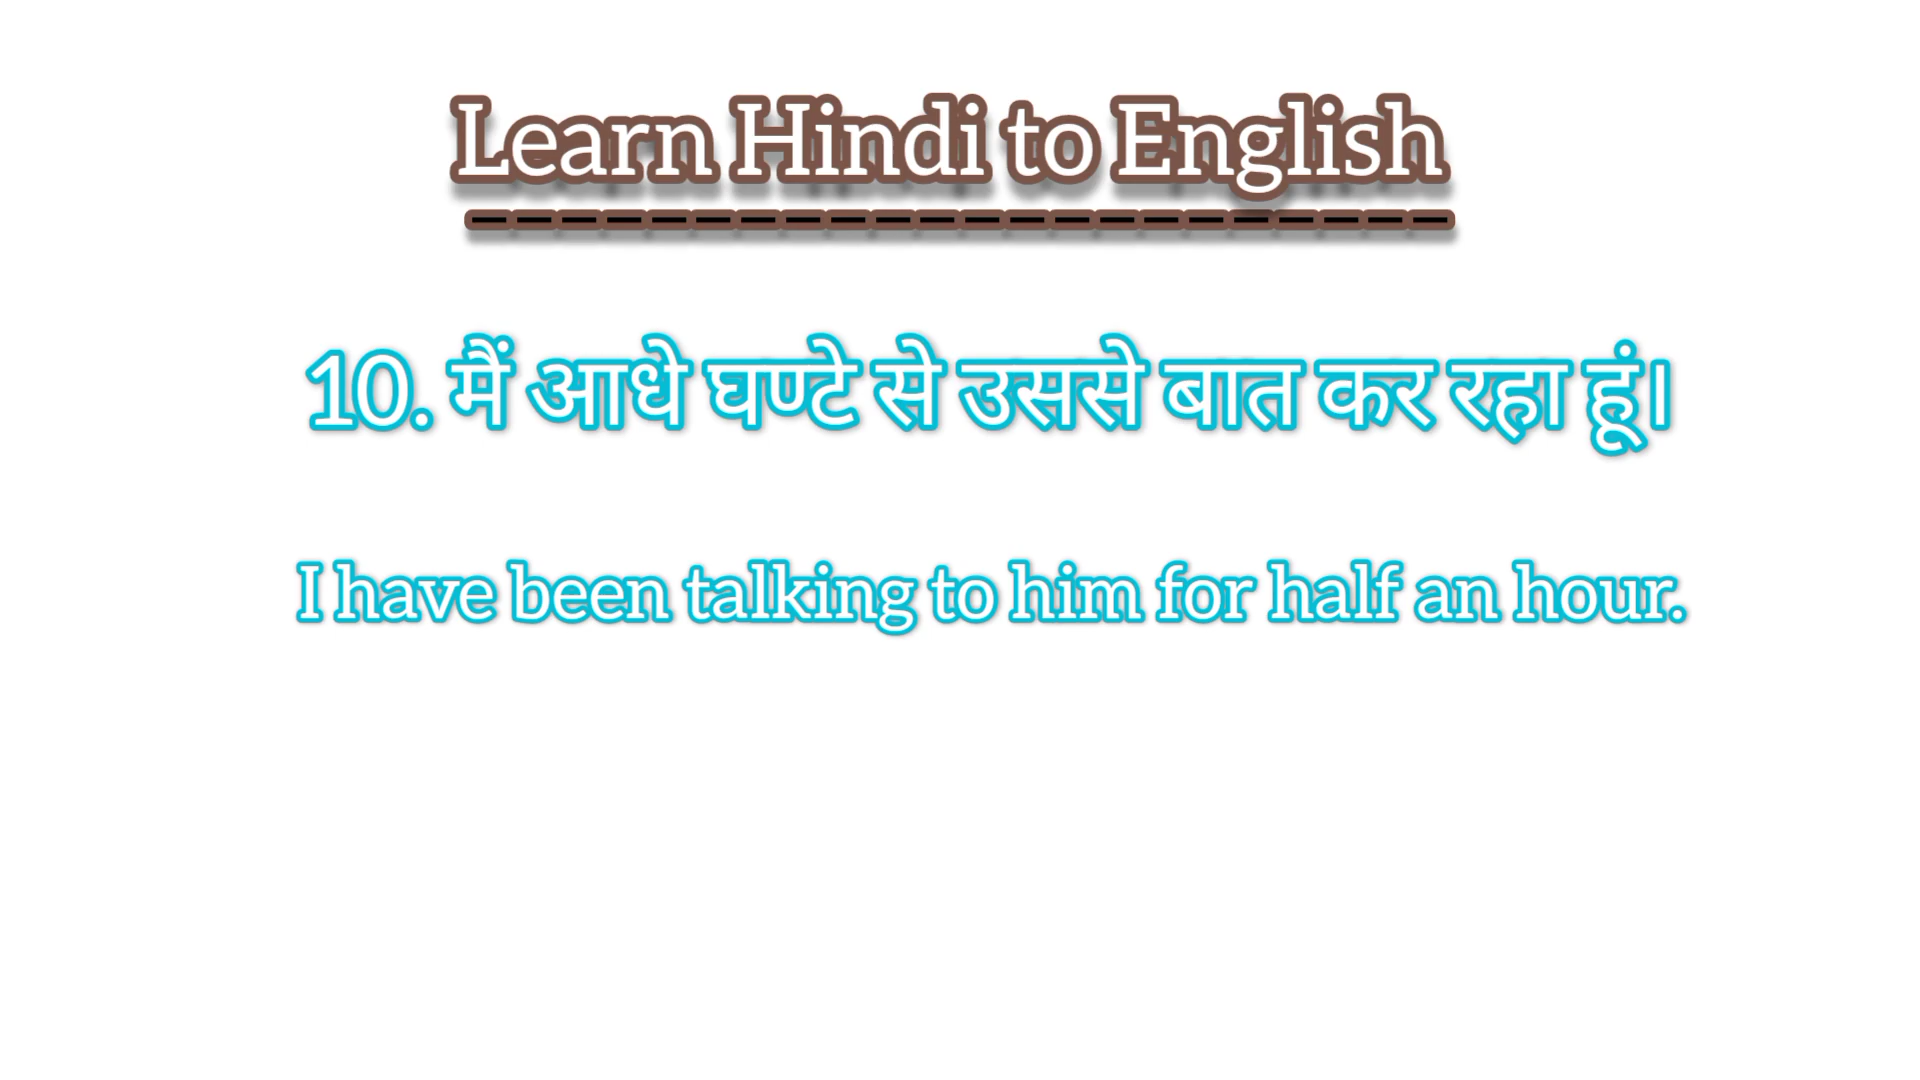 Learn Hindi to English
10. मैं आधे घण्टे से उससे बात कर रहा हूं।
I have been talking to him for half an hour.